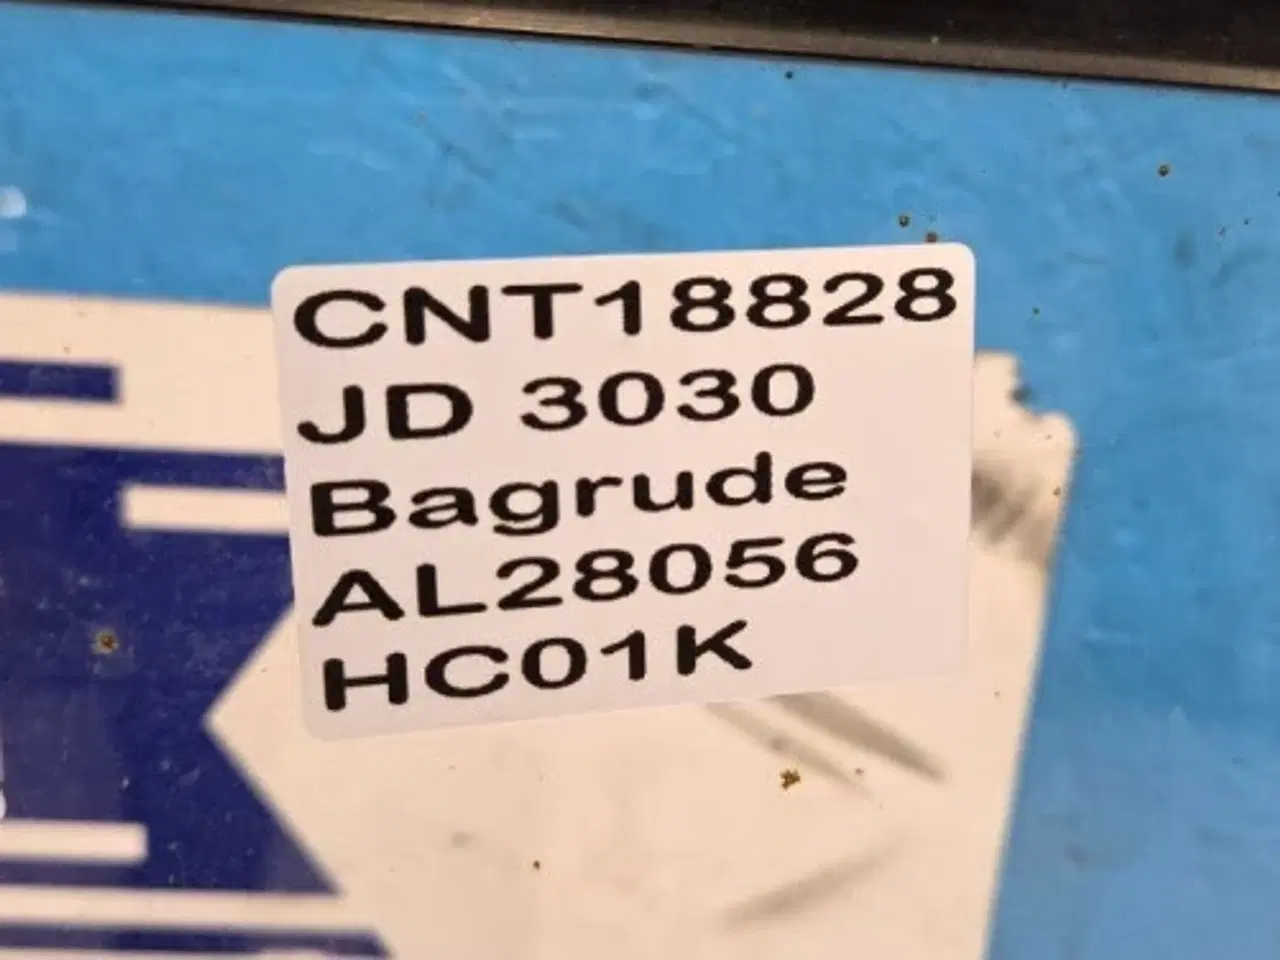 CNT18828
JD 3030
Bagrude
AL28056
HC01K